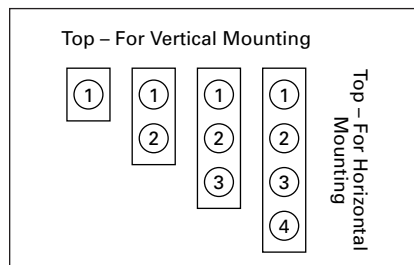 Top – For Vertical Mounting
1 1 1 1
2 2 2
3 3
4
Top – For Horizontal
Mounting